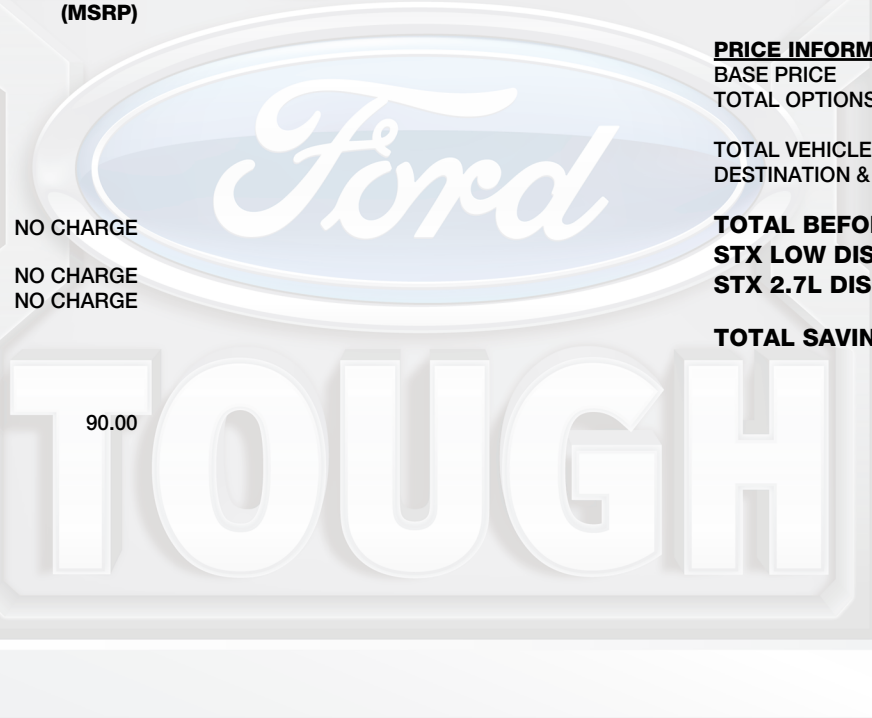 (MSRP)
NO CHARGE
NO CHARGE
NO CHARGE
90.00
PRICE INFORM
BASE PRICE
TOTAL OPTIONS
TOTAL VEHICLE
DESTINATION &
TOTAL BEFO
STX LOW DIS
STX 2.7L DIS
TOTAL SAVIN
Ford
TOUGH